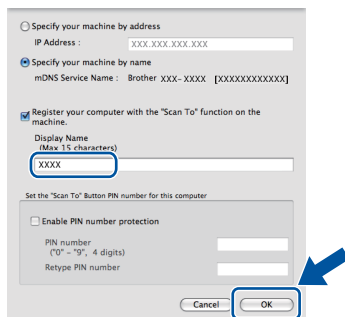 Specify your machine by address
IP Address : XXX.XXX.XXX.XXX
Specify your machine by name
mDNS Service Name : Brother XXX-XXXX [XXXXXXXXXXXX]
Register your computer with the "Scan To" function on the
machine.
Display Name
(Max 15 characters)
XXXX
Set the "Scan To" Button PIN number for this computer
Enable PIN number protection
PIN number
("0" – "9", 4 digits)
Retype PIN number
Cancel OK